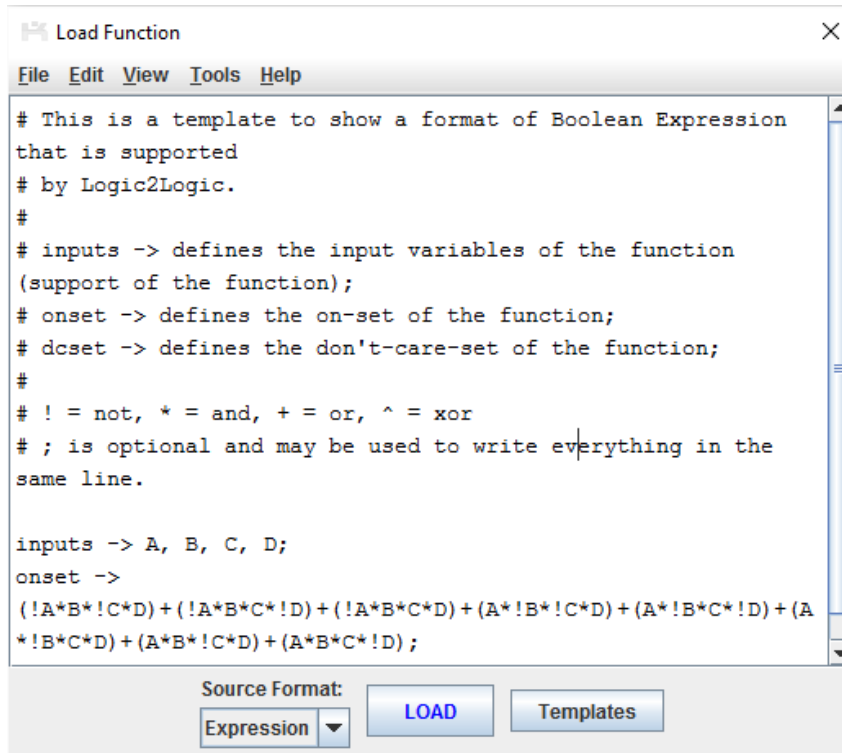 Load Function
File Edit View Tools Help
# This is a template to show a format of Boolean Expression
that is supported
# by Logic2Logic.
#
# inputs -> defines the input variables of the function
(support of the function);
# onset -> defines the on-set of the function;
# dcset -> defines the don't-care-set of the function;
#
# ! = not, * = and, + = or, ^ = xor
# ; is optional and may be used to write everything in the
same line.
inputs -> A, B, C, D;
onset ->
(!A*B*!C*D)+(!A*B*C*!D)+(!A*B*C*D)+(A*!B*!C*D)+(A*!B*C*!D)+(A
*!B*C*D)+(A*B*!C*D)+(A*B*C*!D);
Source Format:
Expression
LOAD
Templates